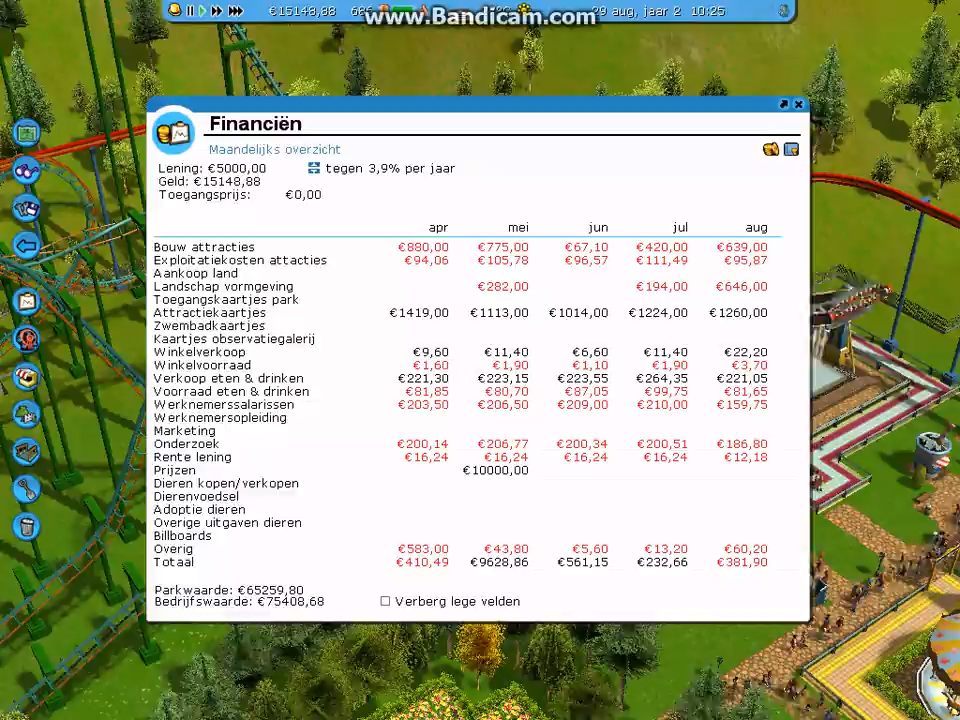 €15148,88
www.Bandicam.com
29 aug, jaar 2 10:25
Financiën
Maandelijks overzicht
Lening: €5000,00 tegen 3,9% per jaar
Geld: €15148,88
Toegangsprijs: €0,00
apr mei jun jul aug
Bouw attracties €880,00 €775,00 €67,10 €420,00 €639,00
Exploitatiekosten attacties €94,06 €105,78 €96,57 €111,49 €95,87
Aankoop land
Landschap vormgeving €282,00 €194,00 €646,00
Toegangskaartjes park
Attractiekaartjes €1419,00 €1113,00 €1014,00 €1224,00 €1260,00
Zwembadkaartjes
Kaartjes observatiegalerij
Winkelverkoop €9,60 €11,40 €6,60 €11,40 €22,20
Winkelvoorraad €1,60 €1,90 €1,10 €1,90 €3,70
Verkoop eten & drinken €221,30 €223,15 €223,55 €264,35 €221,05
Voorraad eten & drinken €81,85 €80,70 €87,05 €99,75 €81,65
Werknemerssalarissen €203,50 €206,50 €209,00 €210,00 €159,75
Werknemersopleiding
Marketing
Onderzoek €200,14 €206,77 €200,34 €200,51 €186,80
Rente lening €16,24 €16,24 €16,24 €16,24 €12,18
Prijzen €10000,00
Dieren kopen/verkopen
Dierenvoedsel
Adoptie dieren
Overige uitgaven dieren
Billboards
Overig €583,00 €43,80 €5,60 €13,20 €60,20
Totaal €410,49 €9628,86 €561,15 €232,66 €381,90
Parkwaarde: €65259,80
Bedrijfswaarde: €75408,68
Verberg lege velden